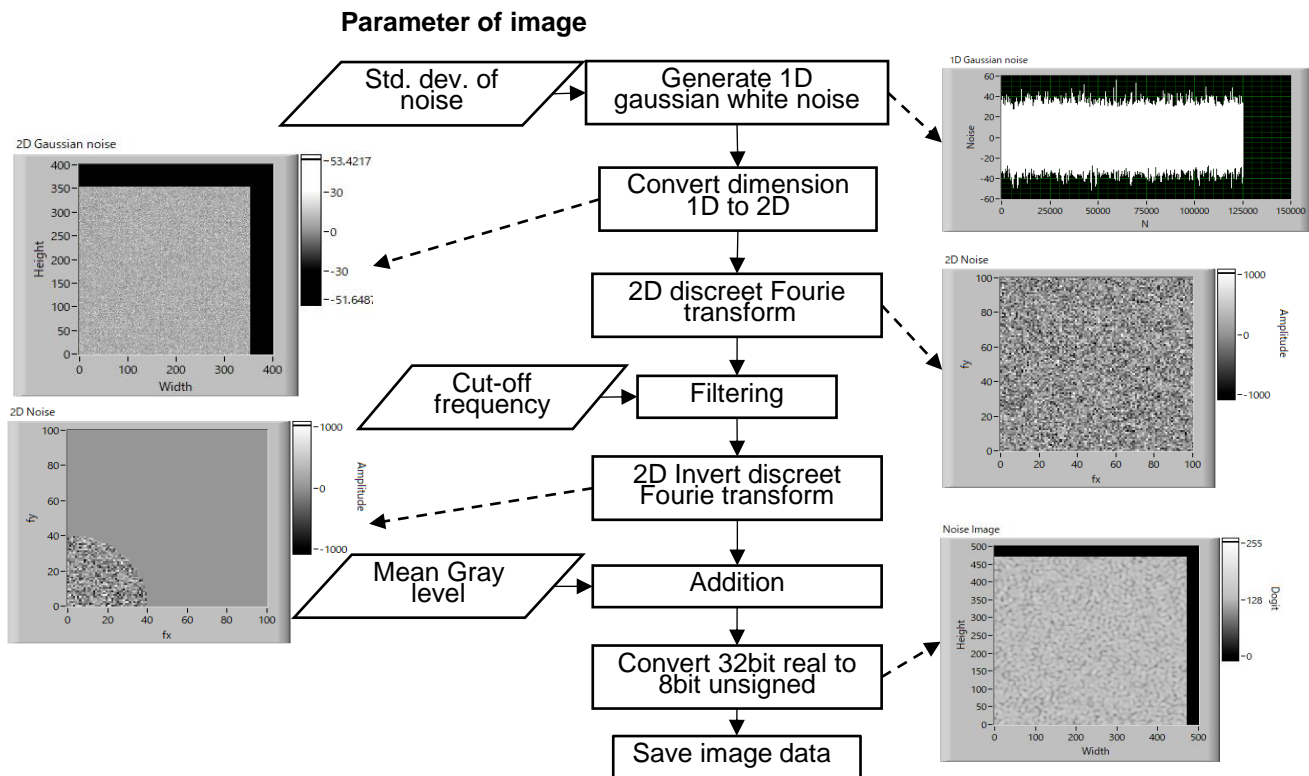 Parameter of image
Std. dev. of
noise
Generate 1D
gaussian white noise
1D Gaussian noise
60
40
20
0
-20
-40
-60
Noise
0
25000
50000
75000
100000
125000
150000
N
2D Gaussian noise
400
350
300
250
200
150
100
50
0
Height
0
100
200
300
400
Width
53.4217
30
0
-30
-51.6487
Convert dimension
1D to 2D
2D discreet Fourie
transform
2D Noise
100
80
60
40
20
0
fy
0
20
40
60
80
100
fx
1000
0
-1000
Amplitude
Cut-off
frequency
Filtering
2D Noise
100
80
60
40
20
0
fy
0
20
40
60
80
100
fx
1000
0
-1000
Amplitude
2D Invert discreet
Fourie transform
Mean Gray
level
Addition
Convert 32bit real to
8bit unsigned
Noise Image
500
450
400
350
300
250
200
150
100
50
0
Height
0
100
200
300
400
500
Width
255
128
0
Dogit
Save image data